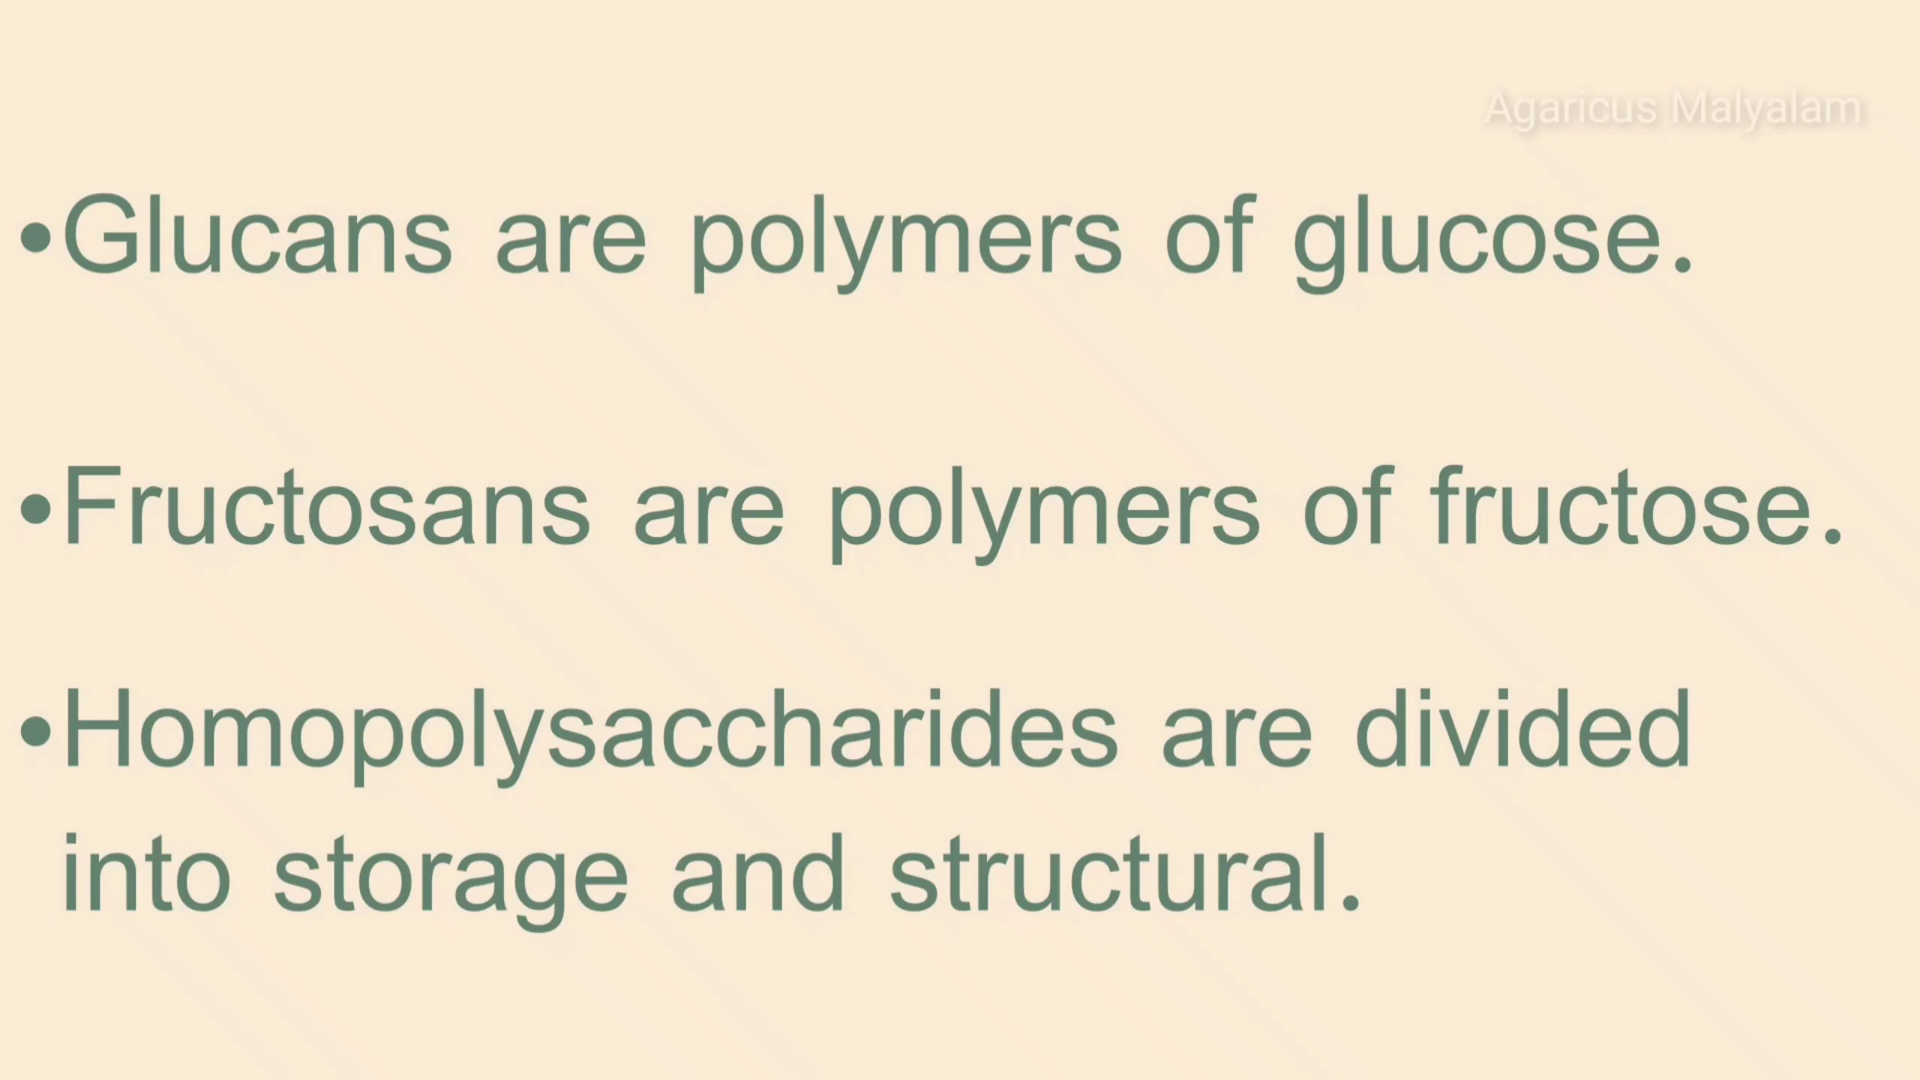 Agaricus Malyalam
•Glucans are polymers of glucose.
•Fructosans are polymers of fructose.
•Homopolysaccharides are divided
into storage and structural.